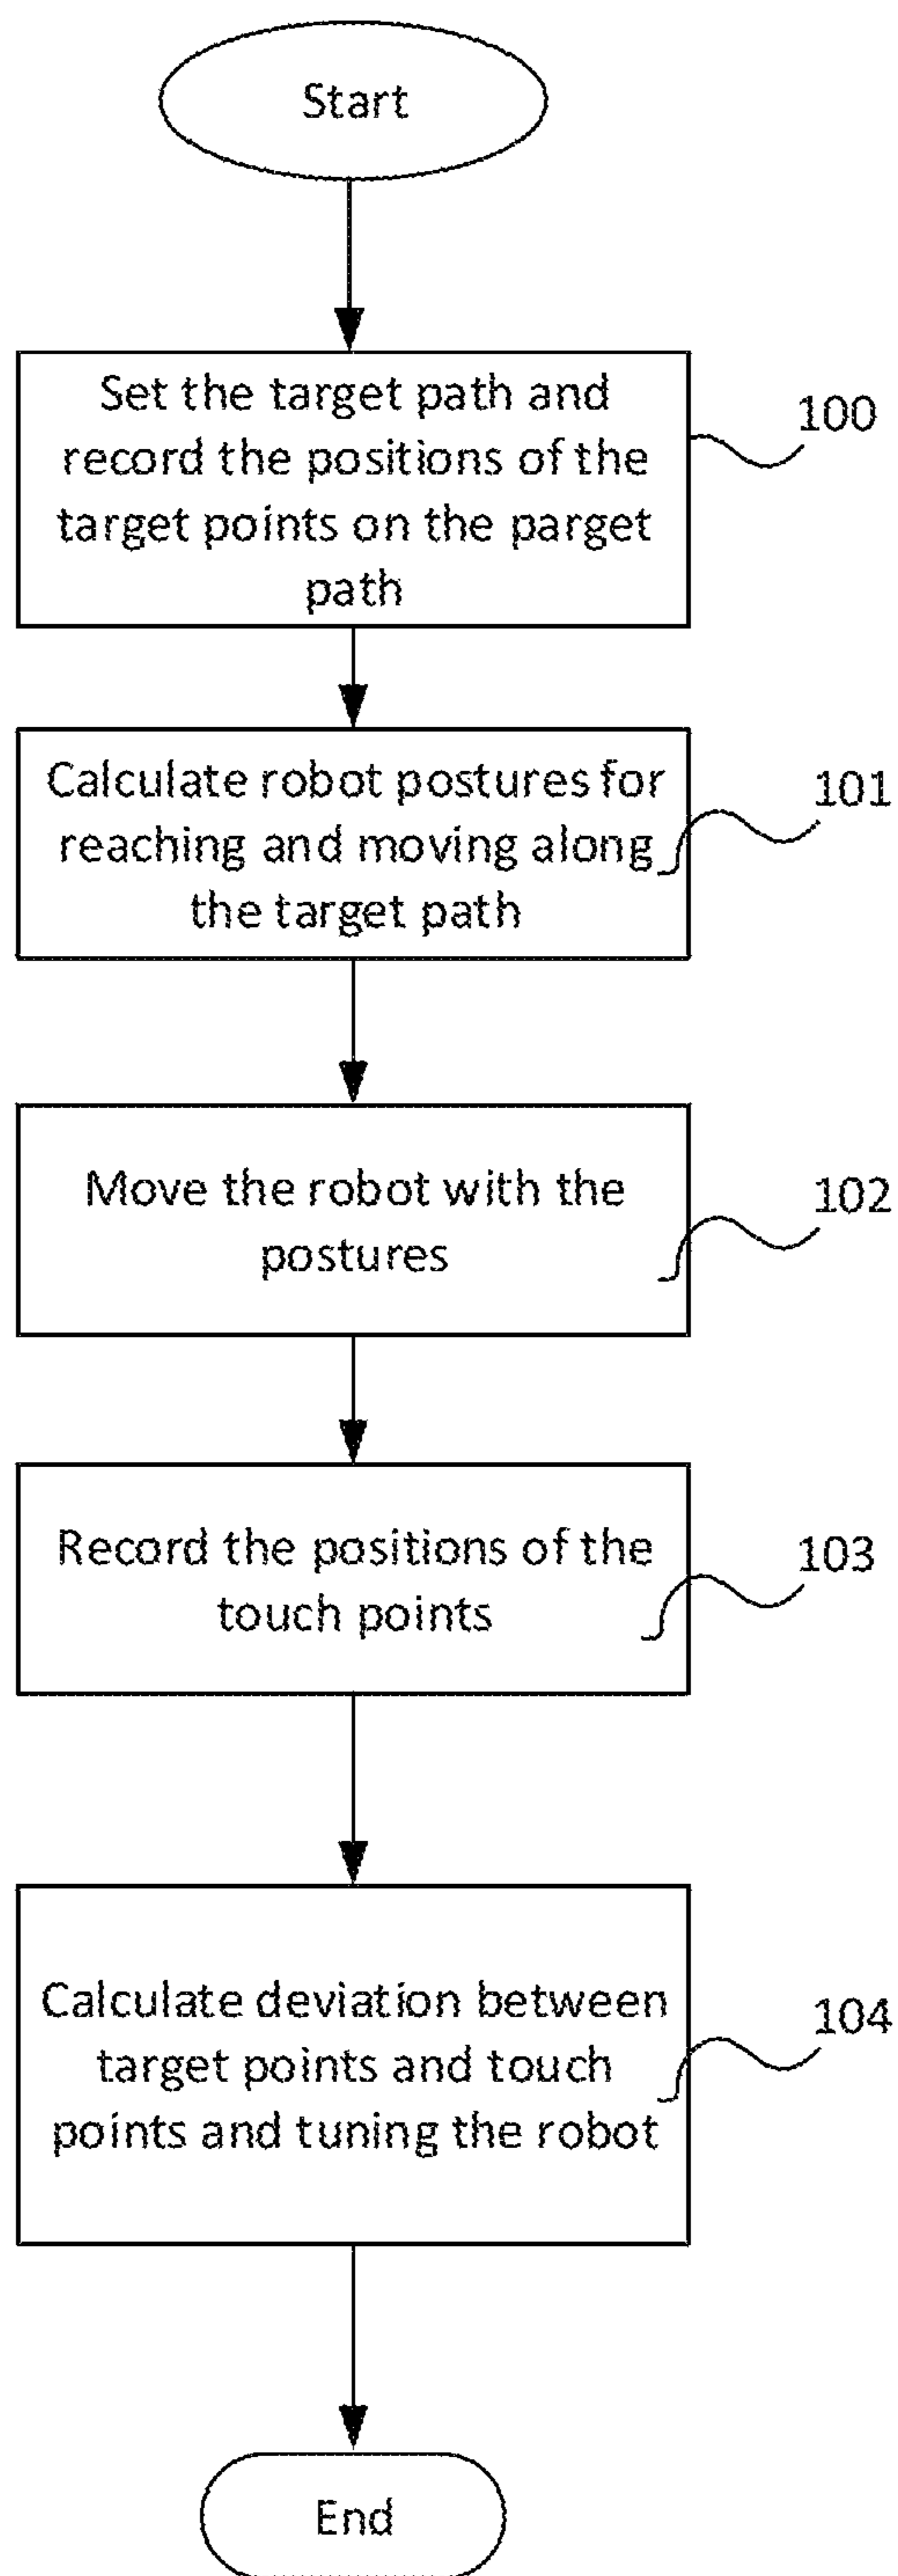 Start
Set the target path and
record the positions of the
target points on the parget
path
100
Calculate robot postures for
reaching and moving along
the target path
101
Move the robot with the
postures
102
Record the positions of the
touch points
103
Calculate deviation between
target points and touch
points and tuning the robot
104
End